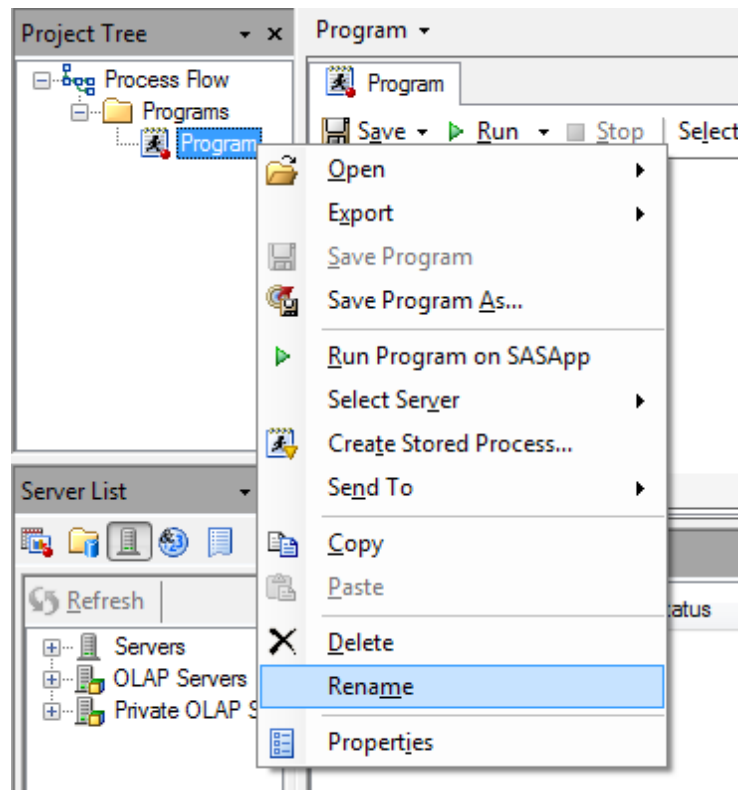 Project Tree
Process Flow
Programs
Program
Program
Program
Save Run Stop Select
Open
Export
Save Program
Save Program As...
Run Program on SASApp
Select Server
Create Stored Process...
Send To
Copy
Paste
Delete
Rename
Properties
Server List
Refresh
Servers
OLAP Servers
Private OLAP S
tatus